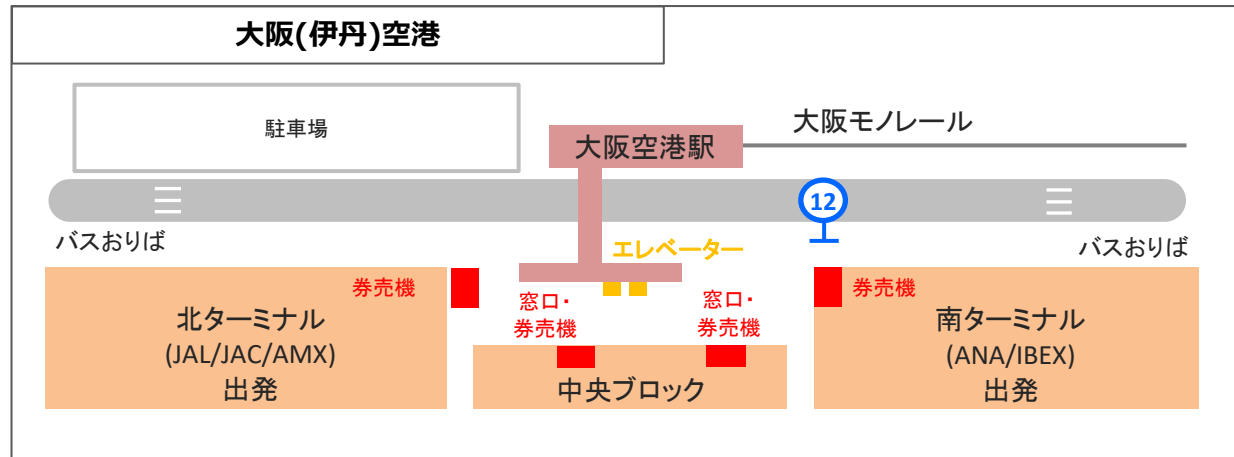 大阪(伊丹)空港
駐車場
大阪モノレール
大阪空港駅
12
バスおりば
エレベーター
バスおりば
券売機
窓口・
券売機
窓口・
券売機
券売機
北ターミナル
(JAL/JAC/AMX)
出発
中央ブロック
南ターミナル
(ANA/IBEX)
出発